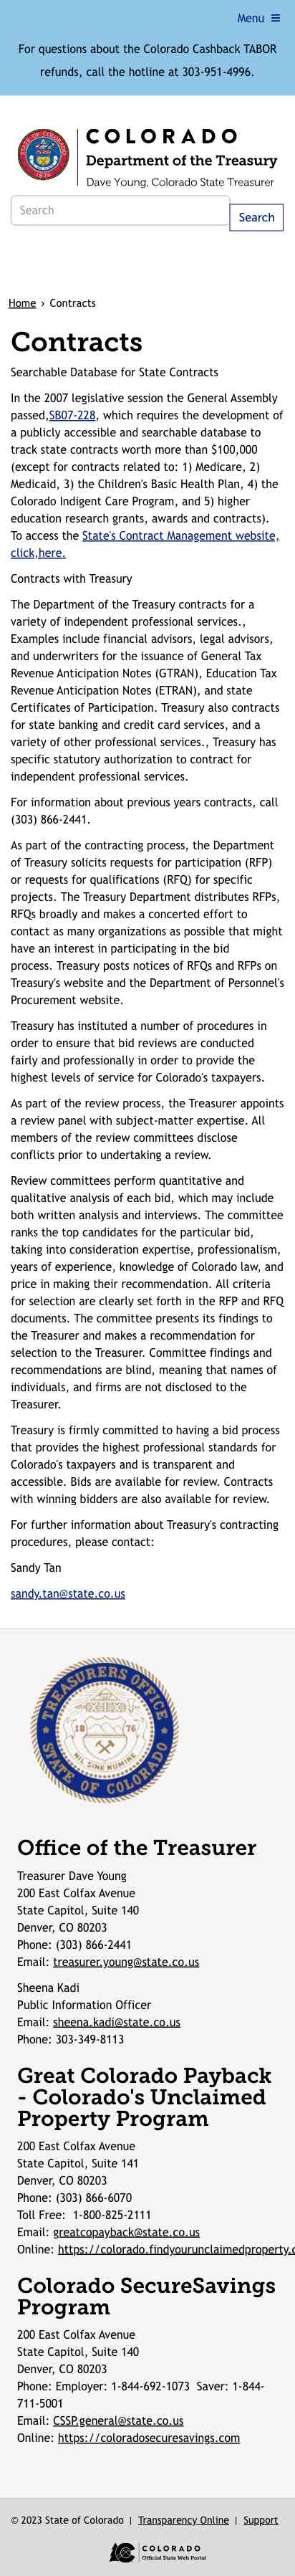 Menu ≡
For questions about the Colorado Cashback TABOR
refunds, call the hotline at 303-951-4996.
COLORADO
Department of the Treasury
Dave Young, Colorado State Treasurer
Search
Search
Home › Contracts
Contracts
Searchable Database for State Contracts
In the 2007 legislative session the General Assembly
passed,SB07-228, which requires the development of
a publicly accessible and searchable database to
track state contracts worth more than $100,000
(except for contracts related to: 1) Medicare, 2)
Medicaid, 3) the Children's Basic Health Plan, 4) the
Colorado Indigent Care Program, and 5) higher
education research grants, awards and contracts).
To access the State's Contract Management website,
click,here.
Contracts with Treasury
The Department of the Treasury contracts for a
variety of independent professional services.,
Examples include financial advisors, legal advisors,
and underwriters for the issuance of General Tax
Revenue Anticipation Notes (GTRAN), Education Tax
Revenue Anticipation Notes (ETRAN), and state
Certificates of Participation. Treasury also contracts
for state banking and credit card services, and a
variety of other professional services., Treasury has
specific statutory authorization to contract for
independent professional services.
For information about previous years contracts, call
(303) 866-2441.
As part of the contracting process, the Department
of Treasury solicits requests for participation (RFP)
or requests for qualifications (RFQ) for specific
projects. The Treasury Department distributes RFPs,
RFQs broadly and makes a concerted effort to
contact as many organizations as possible that might
have an interest in participating in the bid
process. Treasury posts notices of RFQs and RFPs on
Treasury's website and the Department of Personnel's
Procurement website.
Treasury has instituted a number of procedures in
order to ensure that bid reviews are conducted
fairly and professionally in order to provide the
highest levels of service for Colorado's taxpayers.
As part of the review process, the Treasurer appoints
a review panel with subject-matter expertise. All
members of the review committees disclose
conflicts prior to undertaking a review.
Review committees perform quantitative and
qualitative analysis of each bid, which may include
both written analysis and interviews. The committee
ranks the top candidates for the particular bid,
taking into consideration expertise, professionalism,
years of experience, knowledge of Colorado law, and
price in making their recommendation. All criteria
for selection are clearly set forth in the RFP and RFQ
documents. The committee presents its findings to
the Treasurer and makes a recommendation for
selection to the Treasurer. Committee findings and
recommendations are blind, meaning that names of
individuals, and firms are not disclosed to the
Treasurer.
Treasury is firmly committed to having a bid process
that provides the highest professional standards for
Colorado's taxpayers and is transparent and
accessible. Bids are available for review. Contracts
with winning bidders are also available for review.
For further information about Treasury's contracting
procedures, please contact:
Sandy Tan
sandy.tan@state.co.us
TREASURERS OFFICE
18 76
NIL SINE NUMINE
STATE OF COLORADO
Office of the Treasurer
Treasurer Dave Young
200 East Colfax Avenue
State Capitol, Suite 140
Denver, CO 80203
Phone: (303) 866-2441
Email: treasurer.young@state.co.us
Sheena Kadi
Public Information Officer
Email: sheena.kadi@state.co.us
Phone: 303-349-8113
Great Colorado Payback
- Colorado's Unclaimed
Property Program
200 East Colfax Avenue
State Capitol, Suite 141
Denver, CO 80203
Phone: (303) 866-6070
Toll Free: 1-800-825-2111
Email: greatcopayback@state.co.us
Online: https://colorado.findyourunclaimedproperty.c
Colorado SecureSavings
Program
200 East Colfax Avenue
State Capitol, Suite 140
Denver, CO 80203
Phone: Employer: 1-844-692-1073 Saver: 1-844-
711-5001
Email: CSSP.general@state.co.us
Online: https://coloradosecuresavings.com
© 2023 State of Colorado | Transparency Online | Support
COLORADO
Official State Web Portal